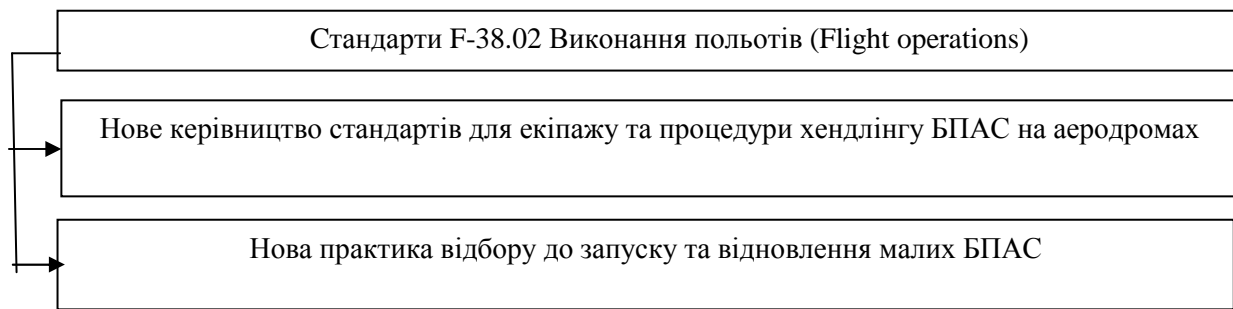 Стандарти F-38.02 Виконання польотів (Flight operations)
Нове керівництво стандартів для екіпажу та процедури хендлінгу БПАС на аеродромах
Нова практика відбору до запуску та відновлення малих БПАС